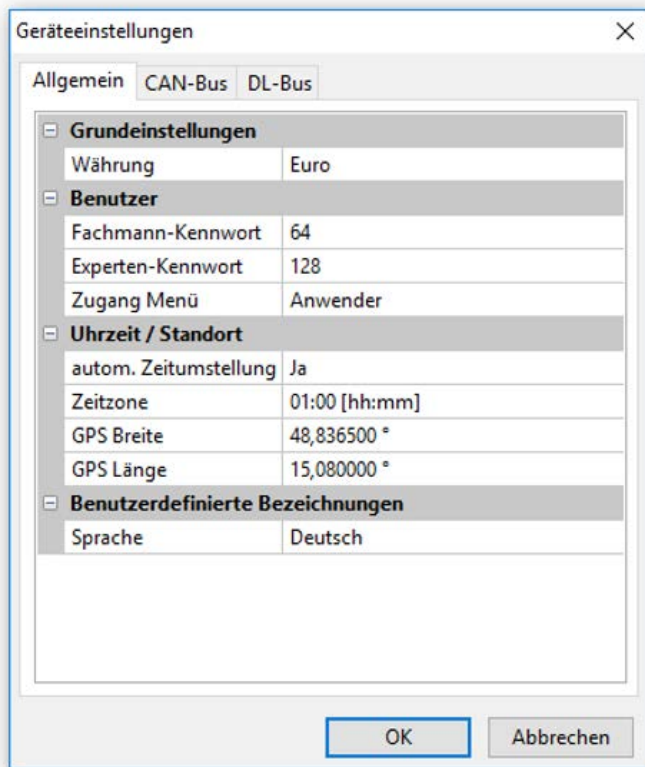 Geräteeinstellungen
Allgemein CAN-Bus DL-Bus
Grundeinstellungen
Währung Euro
Benutzer
Fachmann-Kennwort 64
Experten-Kennwort 128
Zugang Menü Anwender
Uhrzeit / Standort
autom. Zeitumstellung Ja
Zeitzone 01:00 [hh:mm]
GPS Breite 48,836500 °
GPS Länge 15,080000 °
Benutzerdefinierte Bezeichnungen
Sprache Deutsch
OK Abbrechen